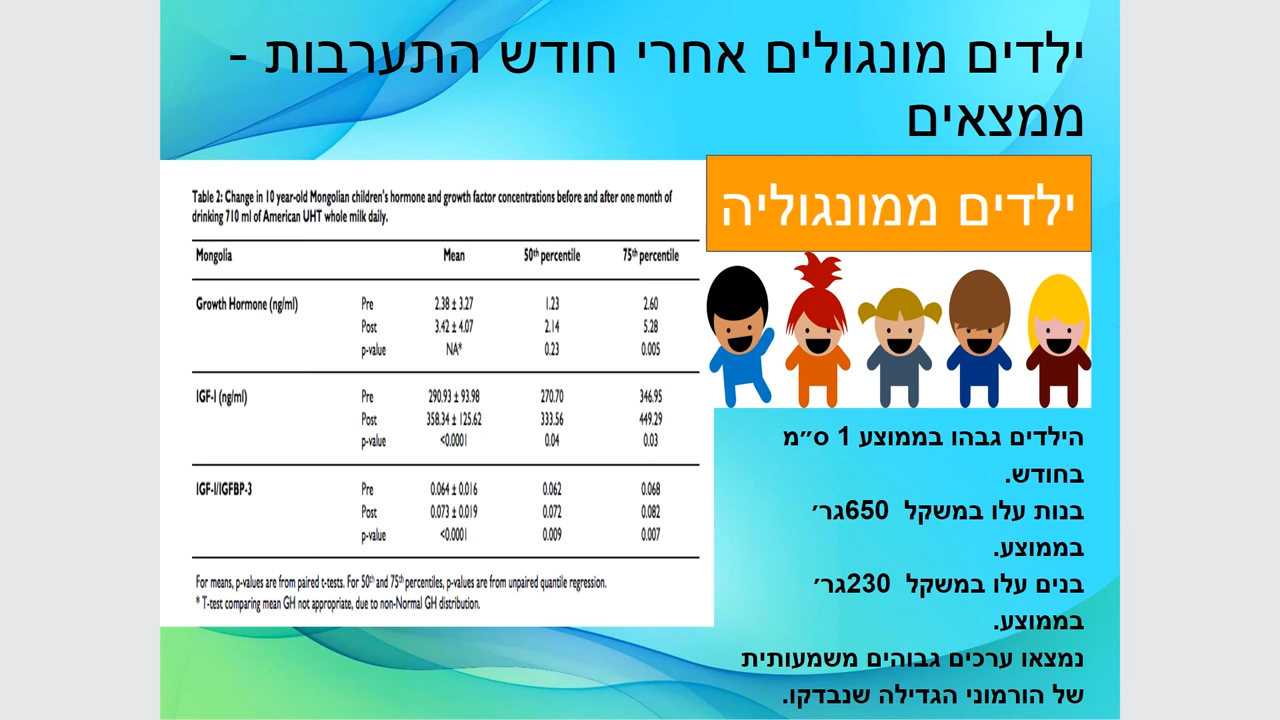 ילדים מונגולים אחרי חודש התערבות -
ממצאים
ילדים ממונגוליה
Table 2: Change in 10 year-old Mongolian children's hormone and growth factor concentrations before and after one month of
drinking 710 ml of American UHT whole milk daily.
Mongolia Mean 50th percentile 75th percentile
Growth Hormone (ng/ml) Pre 2.38 ± 3.27 1.23 2.60
Post 3.42 ± 4.07 2.14 5.28
p-value NA* 0.23 0.005
IGF-I (ng/ml) Pre 290.93 ± 93.98 270.70 346.95
Post 358.34 ± 125.62 333.56 449.29
p-value <0.0001 0.04 0.03
IGF-I/IGFBP-3 Pre 0.064 ± 0.016 0.062 0.068
Post 0.073 ± 0.019 0.072 0.082
p-value <0.0001 0.009 0.007
For means, p-values are from paired t-tests. For 50th and 75th percentiles, p-values are from unpaired quantile regression.
* T-test comparing mean GH not appropriate, due to non-Normal GH distribution.
הילדים גבהו בממוצע 1 ס״מ
בחודש.
בנות עלו במשקל 650גר׳
בממוצע.
בנים עלו במשקל 230גר׳
בממוצע.
נמצאו ערכים גבוהים משמעותית
של הורמוני הגדילה שנבדקו.